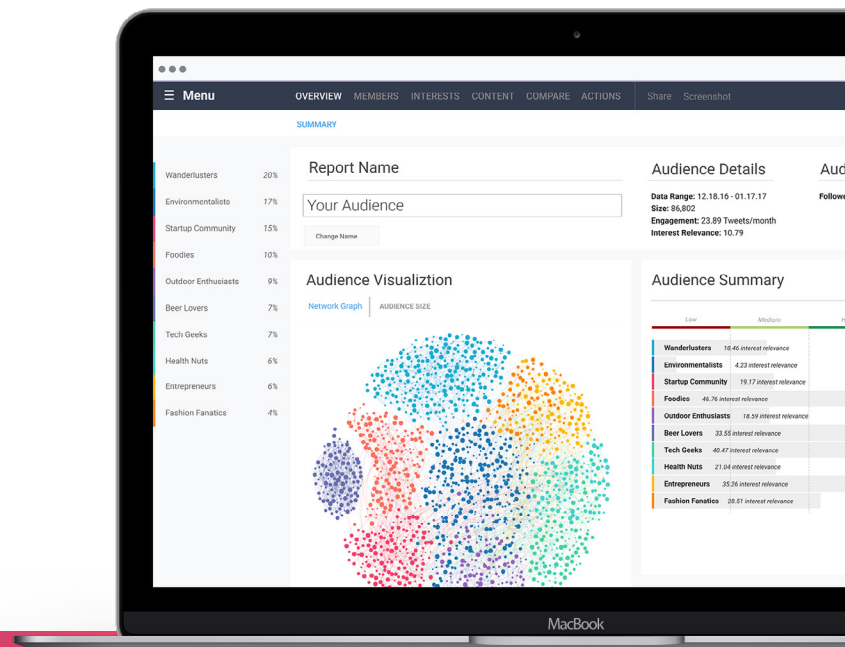 ☰ Menu
OVERVIEW MEMBERS INTERESTS CONTENT COMPARE ACTIONS Share Screenshot
SUMMARY
Wanderlusters 20%
Environmentalists 17%
Startup Community 15%
Foodies 10%
Outdoor Enthusiasts 9%
Beer Lovers 7%
Tech Geeks 7%
Health Nuts 6%
Entrepreneurs 6%
Fashion Fanatics 4%
Report Name
Your Audience
Change Name
Audience Details
Data Range: 12.18.16 - 01.17.17
Size: 86,802
Engagement: 23.89 Tweets/month
Interest Relevance: 10.79
Aud
Followe
Audience Visualiztion
Network Graph AUDIENCE SIZE
Audience Summary
Low Medium H
Wanderlusters 10.46 interest relevance
Environmentalists 4.23 interest relevance
Startup Community 19.17 interest relevance
Foodies 46.76 interest relevance
Outdoor Enthusiasts 18.59 interest relevance
Beer Lovers 33.55 interest relevance
Tech Geeks 40.47 interest relevance
Health Nuts 21.04 interest relevance
Entrepreneurs 35.26 interest relevance
Fashion Fanatics 28.51 interest relevance
MacBook